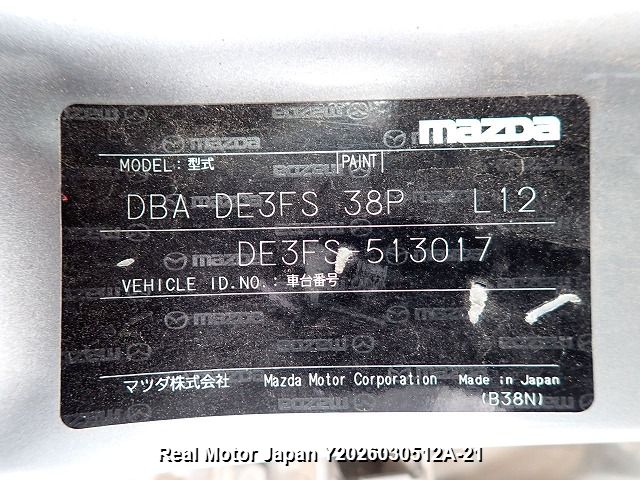 mazda
MODEL: 型式 PAINT
DBA-DE3FS 38P L12
DE3FS-513017
VEHICLE ID.NO.: 車台番号
マツダ株式会社 Mazda Motor Corporation Made in Japan
(B38N)
Real Motor Japan Y2026030512A-21